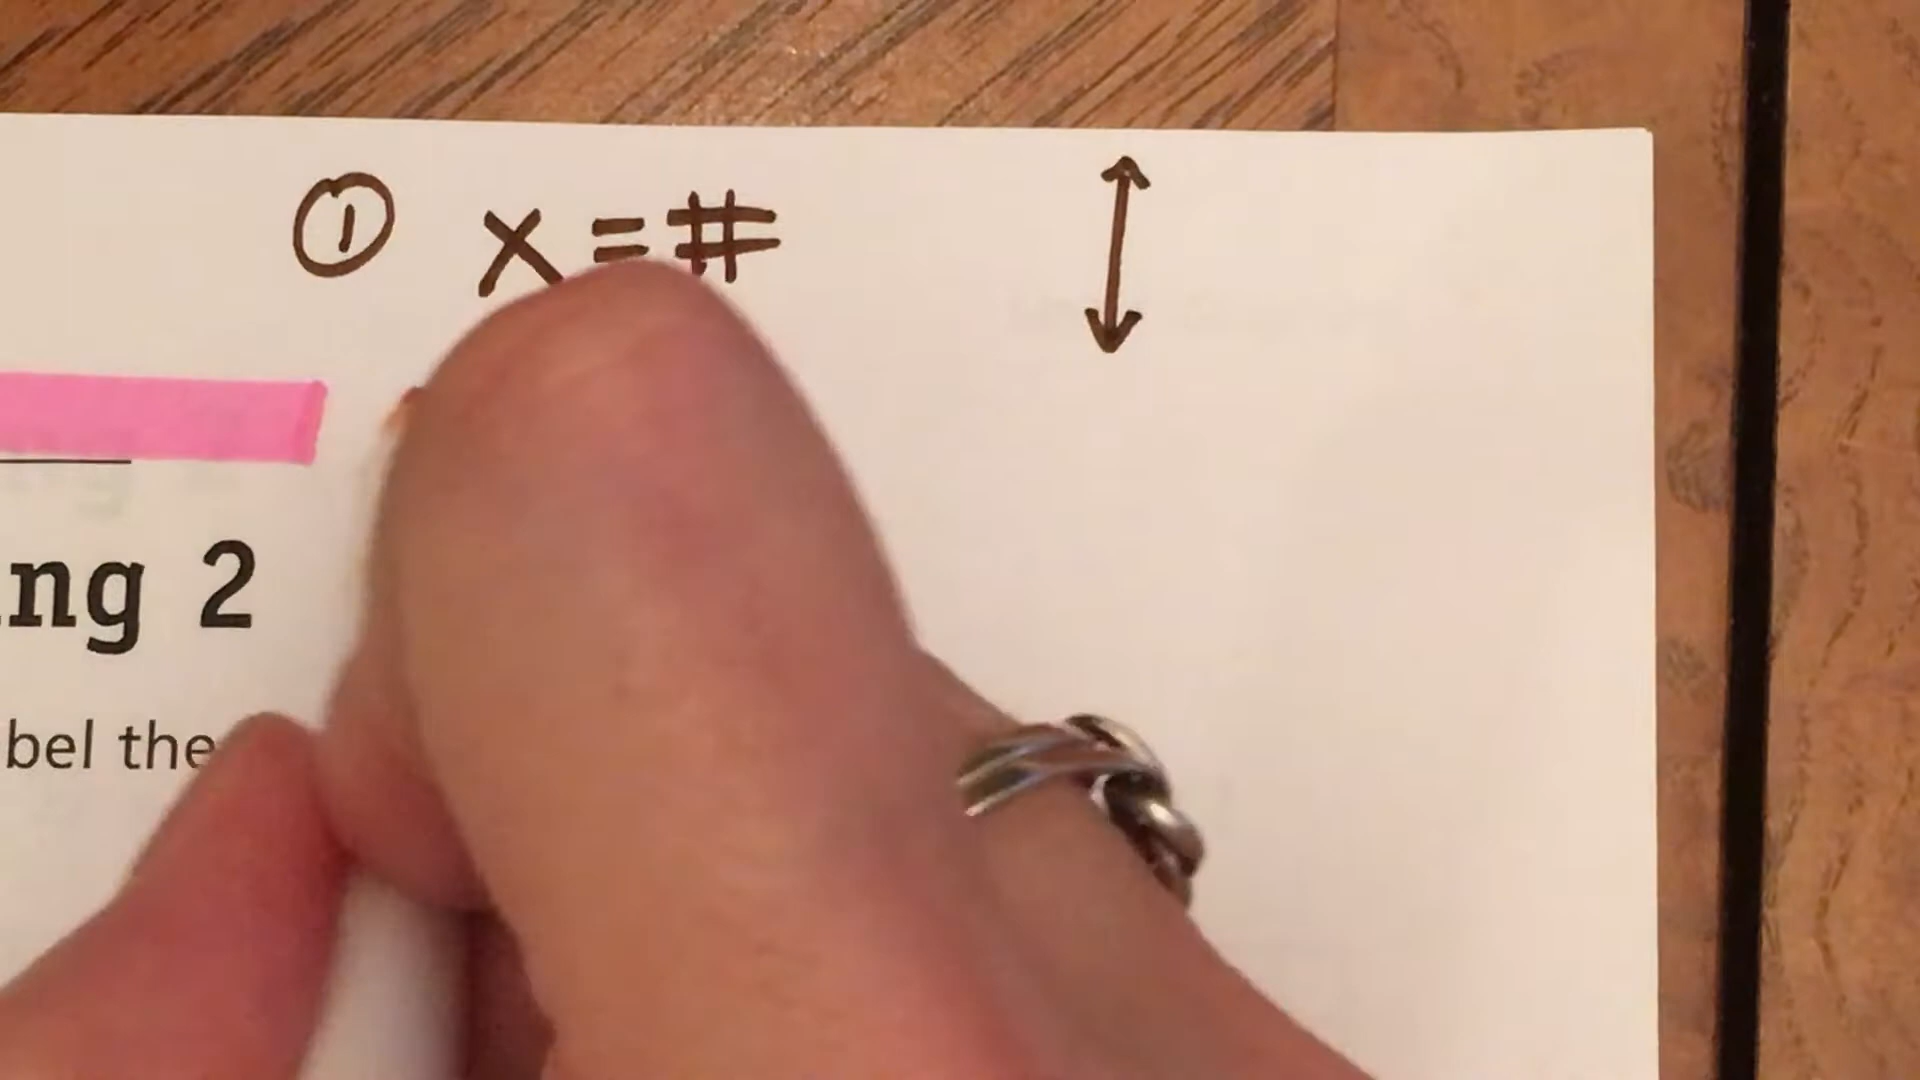 ① x = #
ng 2
bel the